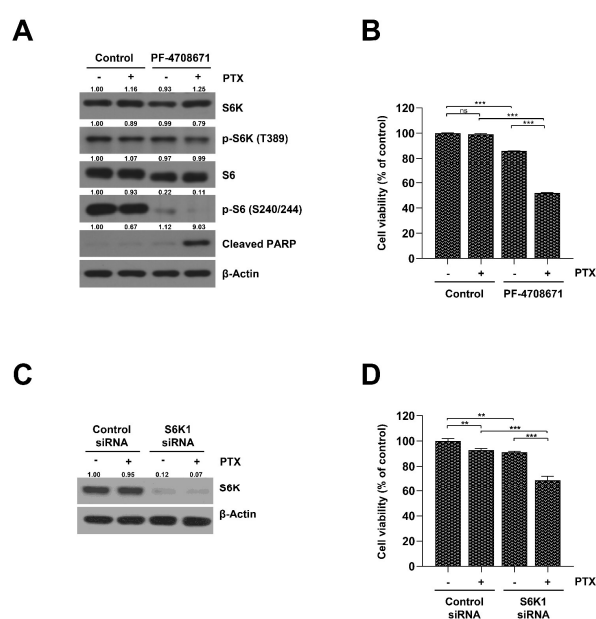 A
Control PF-4708671
- + - + PTX
1.00 1.16 0.93 1.25
S6K
1.00 0.89 0.99 0.79
p-S6K (T389)
1.00 1.07 0.97 0.99
S6
1.00 0.93 0.22 0.11
p-S6 (S240/244)
1.00 0.67 1.12 9.03
Cleaved PARP
β-Actin
B
Cell viability (% of control)
120
100
80
60
40
20
0
***
ns
***
***
- + - + PTX
Control PF-4708671
C
Control siRNA
S6K1 siRNA
- + - + PTX
1.00 0.95 0.12 0.07
S6K
β-Actin
D
Cell viability (% of control)
120
100
80
60
40
20
0
**
**
***
***
- + - + PTX
Control siRNA
S6K1 siRNA